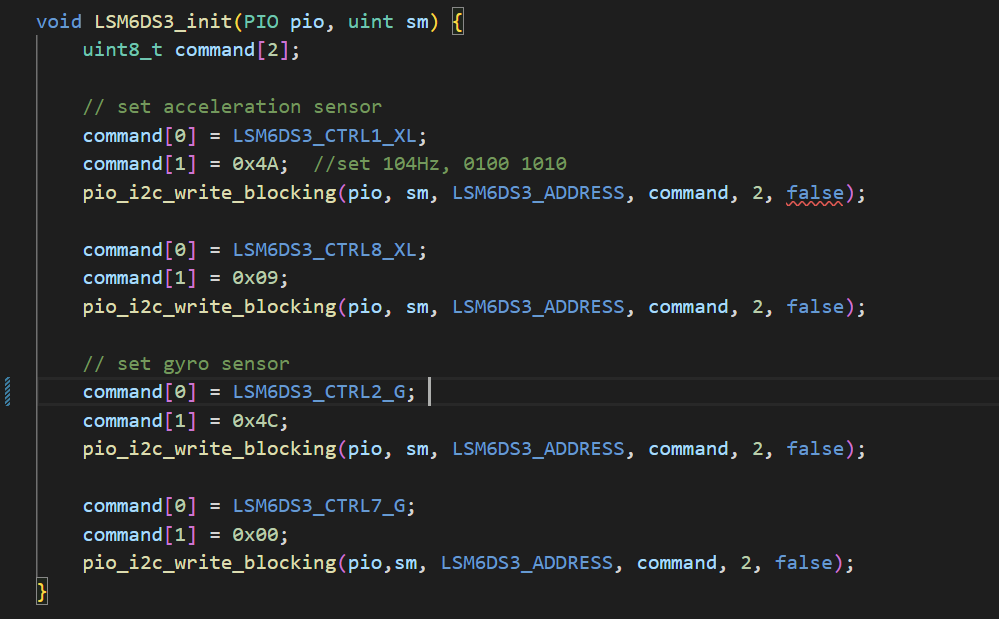 void LSM6DS3_init(PIO pio, uint sm) {
uint8_t command[2];
// set acceleration sensor
command[0] = LSM6DS3_CTRL1_XL;
command[1] = 0x4A;  //set 104Hz, 0100 1010
pio_i2c_write_blocking(pio, sm, LSM6DS3_ADDRESS, command, 2, false);
command[0] = LSM6DS3_CTRL8_XL;
command[1] = 0x09;
pio_i2c_write_blocking(pio, sm, LSM6DS3_ADDRESS, command, 2, false);
// set gyro sensor
command[0] = LSM6DS3_CTRL2_G;
command[1] = 0x4C;
pio_i2c_write_blocking(pio, sm, LSM6DS3_ADDRESS, command, 2, false);
command[0] = LSM6DS3_CTRL7_G;
command[1] = 0x00;
pio_i2c_write_blocking(pio,sm, LSM6DS3_ADDRESS, command, 2, false);
}